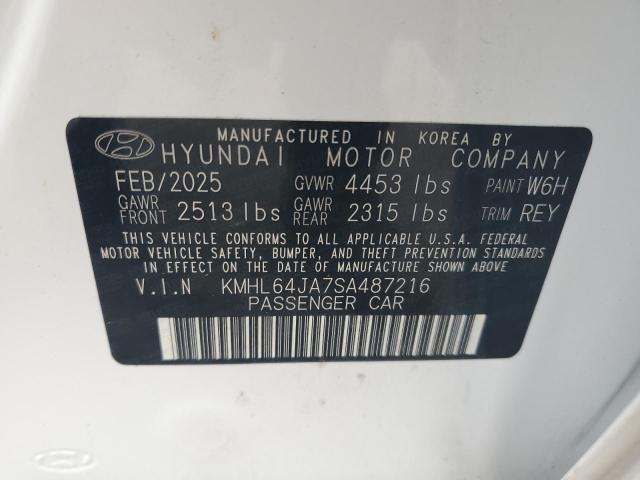 MANUFACTURED IN KOREA BY
HYUNDAI MOTOR COMPANY
FEB/2025 GVWR 4453 lbs PAINT W6H
GAWR FRONT 2513 lbs GAWR REAR 2315 lbs TRIM REY
THIS VEHICLE CONFORMS TO ALL APPLICABLE U.S.A. FEDERAL
MOTOR VEHICLE SAFETY, BUMPER, AND THEFT PREVENTION STANDARDS
IN EFFECT ON THE DATE OF MANUFACTURE SHOWN ABOVE
V.I.N KMHL64JA7SA487216
PASSENGER CAR